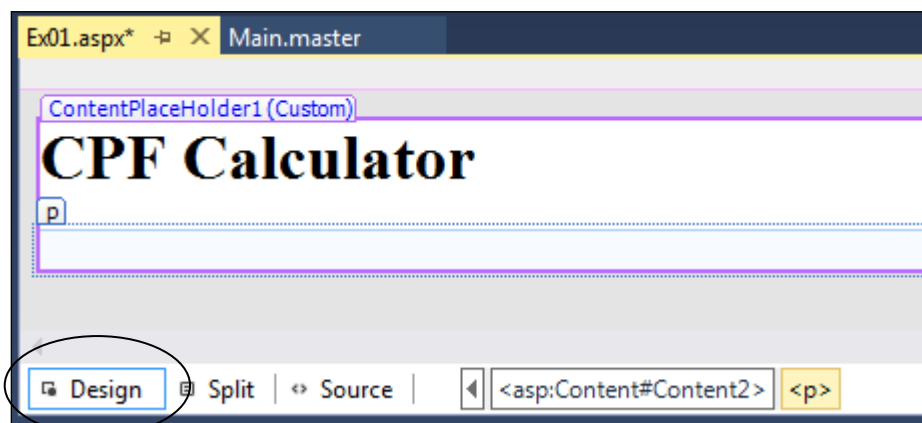 Ex01.aspx* Main.master
ContentPlaceHolder1 (Custom)
CPF Calculator
p
Design Split Source <asp:Content#Content2> <p>